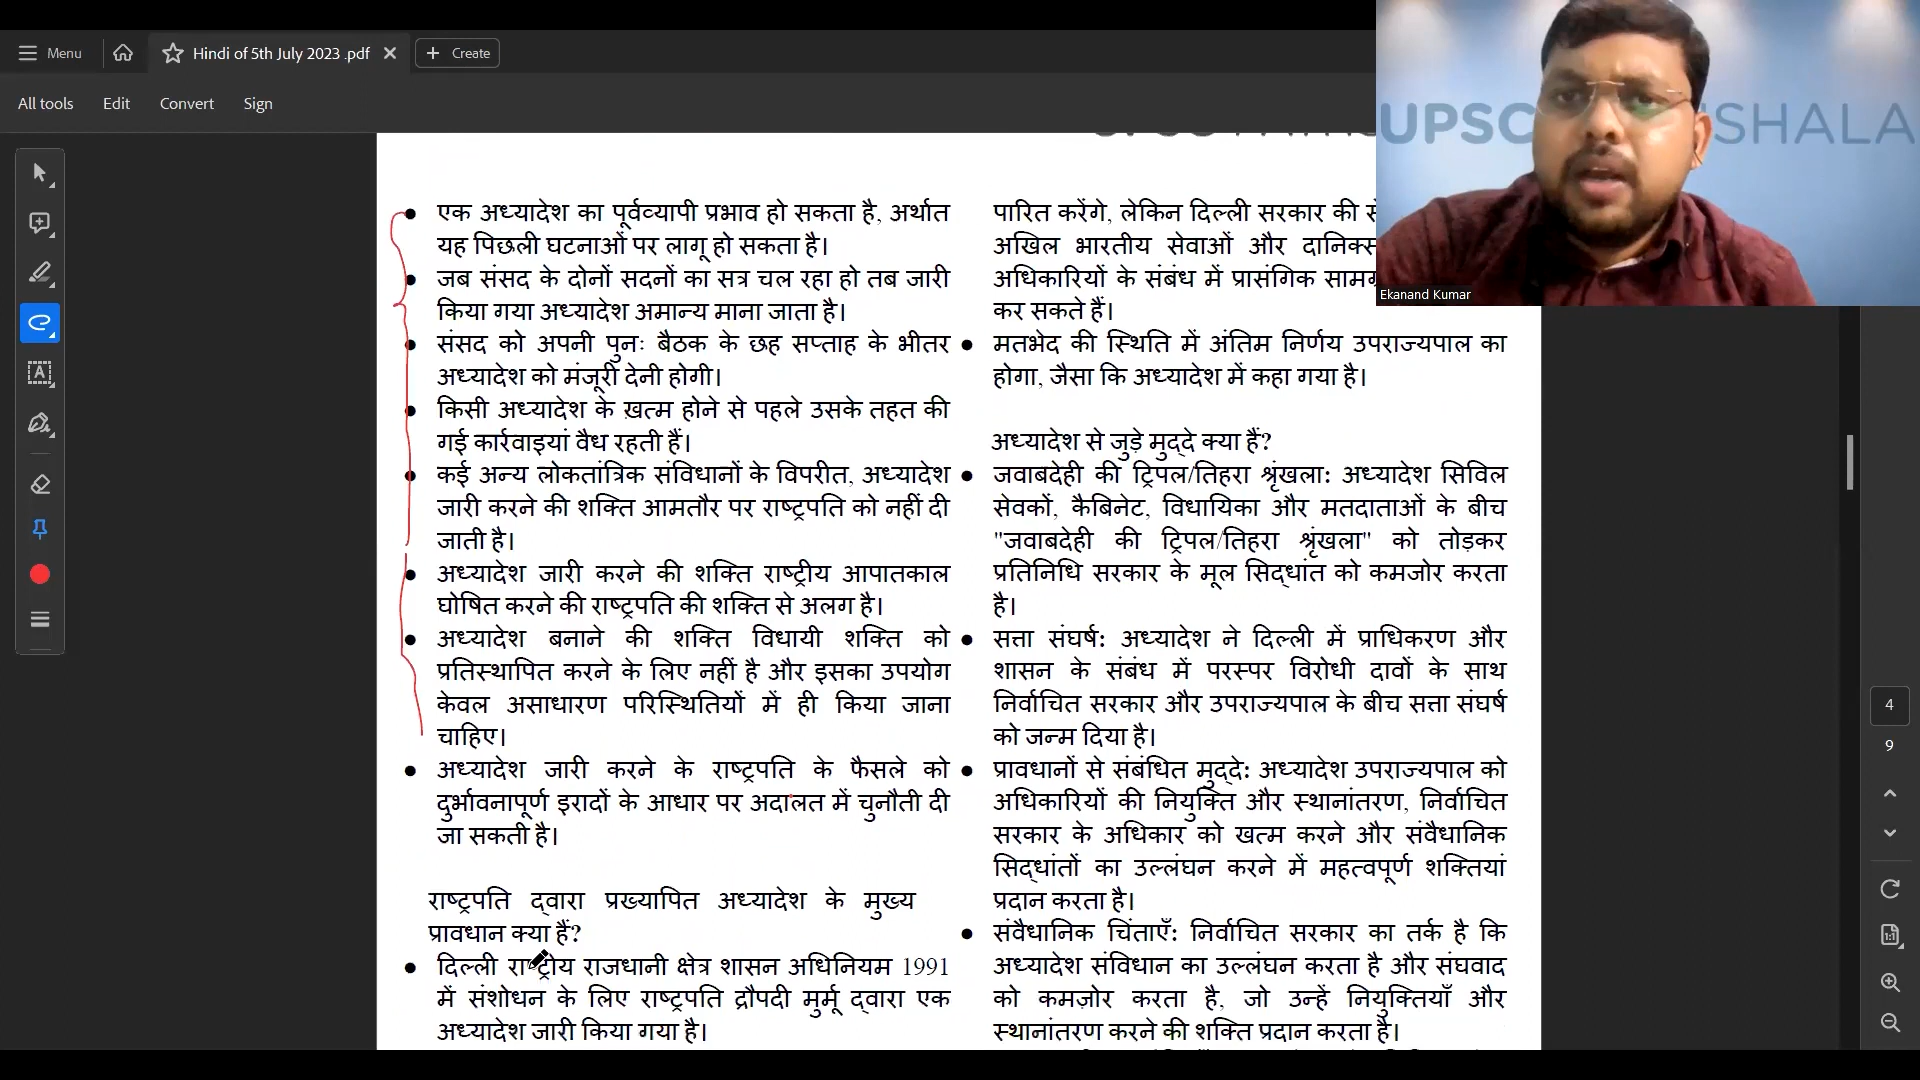 Menu
Hindi of 5th July 2023 .pdf
Create
All tools
Edit
Convert
Sign
UPSC
SHALA
Ekanand Kumar
एक अध्यादेश का पूर्वव्यापी प्रभाव हो सकता है, अर्थात
यह पिछली घटनाओं पर लागू हो सकता है।
जब संसद के दोनों सदनों का सत्र चल रहा हो तब जारी
किया गया अध्यादेश अमान्य माना जाता है।
संसद को अपनी पुनः बैठक के छह सप्ताह के भीतर
अध्यादेश को मंजूरी देनी होगी।
किसी अध्यादेश के ख़त्म होने से पहले उसके तहत की
गई कार्रवाइयां वैध रहती हैं।
कई अन्य लोकतांत्रिक संविधानों के विपरीत, अध्यादेश
जारी करने की शक्ति आमतौर पर राष्ट्रपति को नहीं दी
जाती है।
अध्यादेश जारी करने की शक्ति राष्ट्रीय आपातकाल
घोषित करने की राष्ट्रपति की शक्ति से अलग है।
अध्यादेश बनाने की शक्ति विधायी शक्ति को
प्रतिस्थापित करने के लिए नहीं है और इसका उपयोग
केवल असाधारण परिस्थितियों में ही किया जाना
चाहिए।
अध्यादेश जारी करने के राष्ट्रपति के फैसले को
दुर्भावनापूर्ण इरादों के आधार पर अदालत में चुनौती दी
जा सकती है।
राष्ट्रपति द्वारा प्रख्यापित अध्यादेश के मुख्य
प्रावधान क्या हैं?
दिल्ली राष्ट्रीय राजधानी क्षेत्र शासन अधिनियम 1991
में संशोधन के लिए राष्ट्रपति द्रौपदी मुर्मू द्वारा एक
अध्यादेश जारी किया गया है।
पारित करेंगे, लेकिन दिल्ली सरकार की
अखिल भारतीय सेवाओं और
अधिकारियों के संबंध में प्रासंगिक
कर सकते हैं।
मतभेद की स्थिति में अंतिम निर्णय उपराज्यपाल का
होगा, जैसा कि अध्यादेश में कहा गया है।
अध्यादेश से जुड़े मुद्दे क्या हैं?
जवाबदेही की ट्रिपल/तिहरा श्रृंखला: अध्यादेश सिविल
सेवकों, कैबिनेट, विधायिका और मतदाताओं के बीच
"जवाबदेही की ट्रिपल/तिहरा श्रृंखला" को तोड़कर
प्रतिनिधि सरकार के मूल सिद्धांत को कमजोर करता
है।
सत्ता संघर्ष: अध्यादेश ने दिल्ली में प्राधिकरण और
शासन के संबंध में परस्पर विरोधी दावों के साथ
निर्वाचित सरकार और उपराज्यपाल के बीच सत्ता संघर्ष
को जन्म दिया है।
प्रावधानों से संबंधित मुद्दे: अध्यादेश उपराज्यपाल को
अधिकारियों की नियुक्ति और स्थानांतरण, निर्वाचित
सरकार के अधिकार को खत्म करने और संवैधानिक
सिद्धांतों का उल्लंघन करने में महत्वपूर्ण शक्तियां
प्रदान करता है।
संवैधानिक चिंताएँ: निर्वाचित सरकार का तर्क है कि
अध्यादेश संविधान का उल्लंघन करता है और संघवाद
को कमज़ोर करता है, जो उन्हें नियुक्तियाँ और
स्थानांतरण करने की शक्ति प्रदान करता है।
4
9